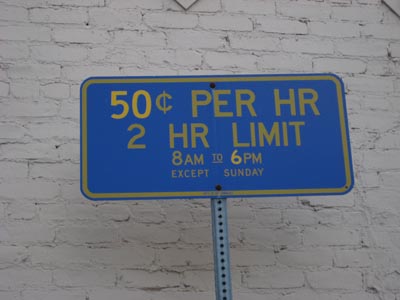 50¢ PER HR
2 HR LIMIT
8AM TO 6PM
EXCEPT SUNDAY